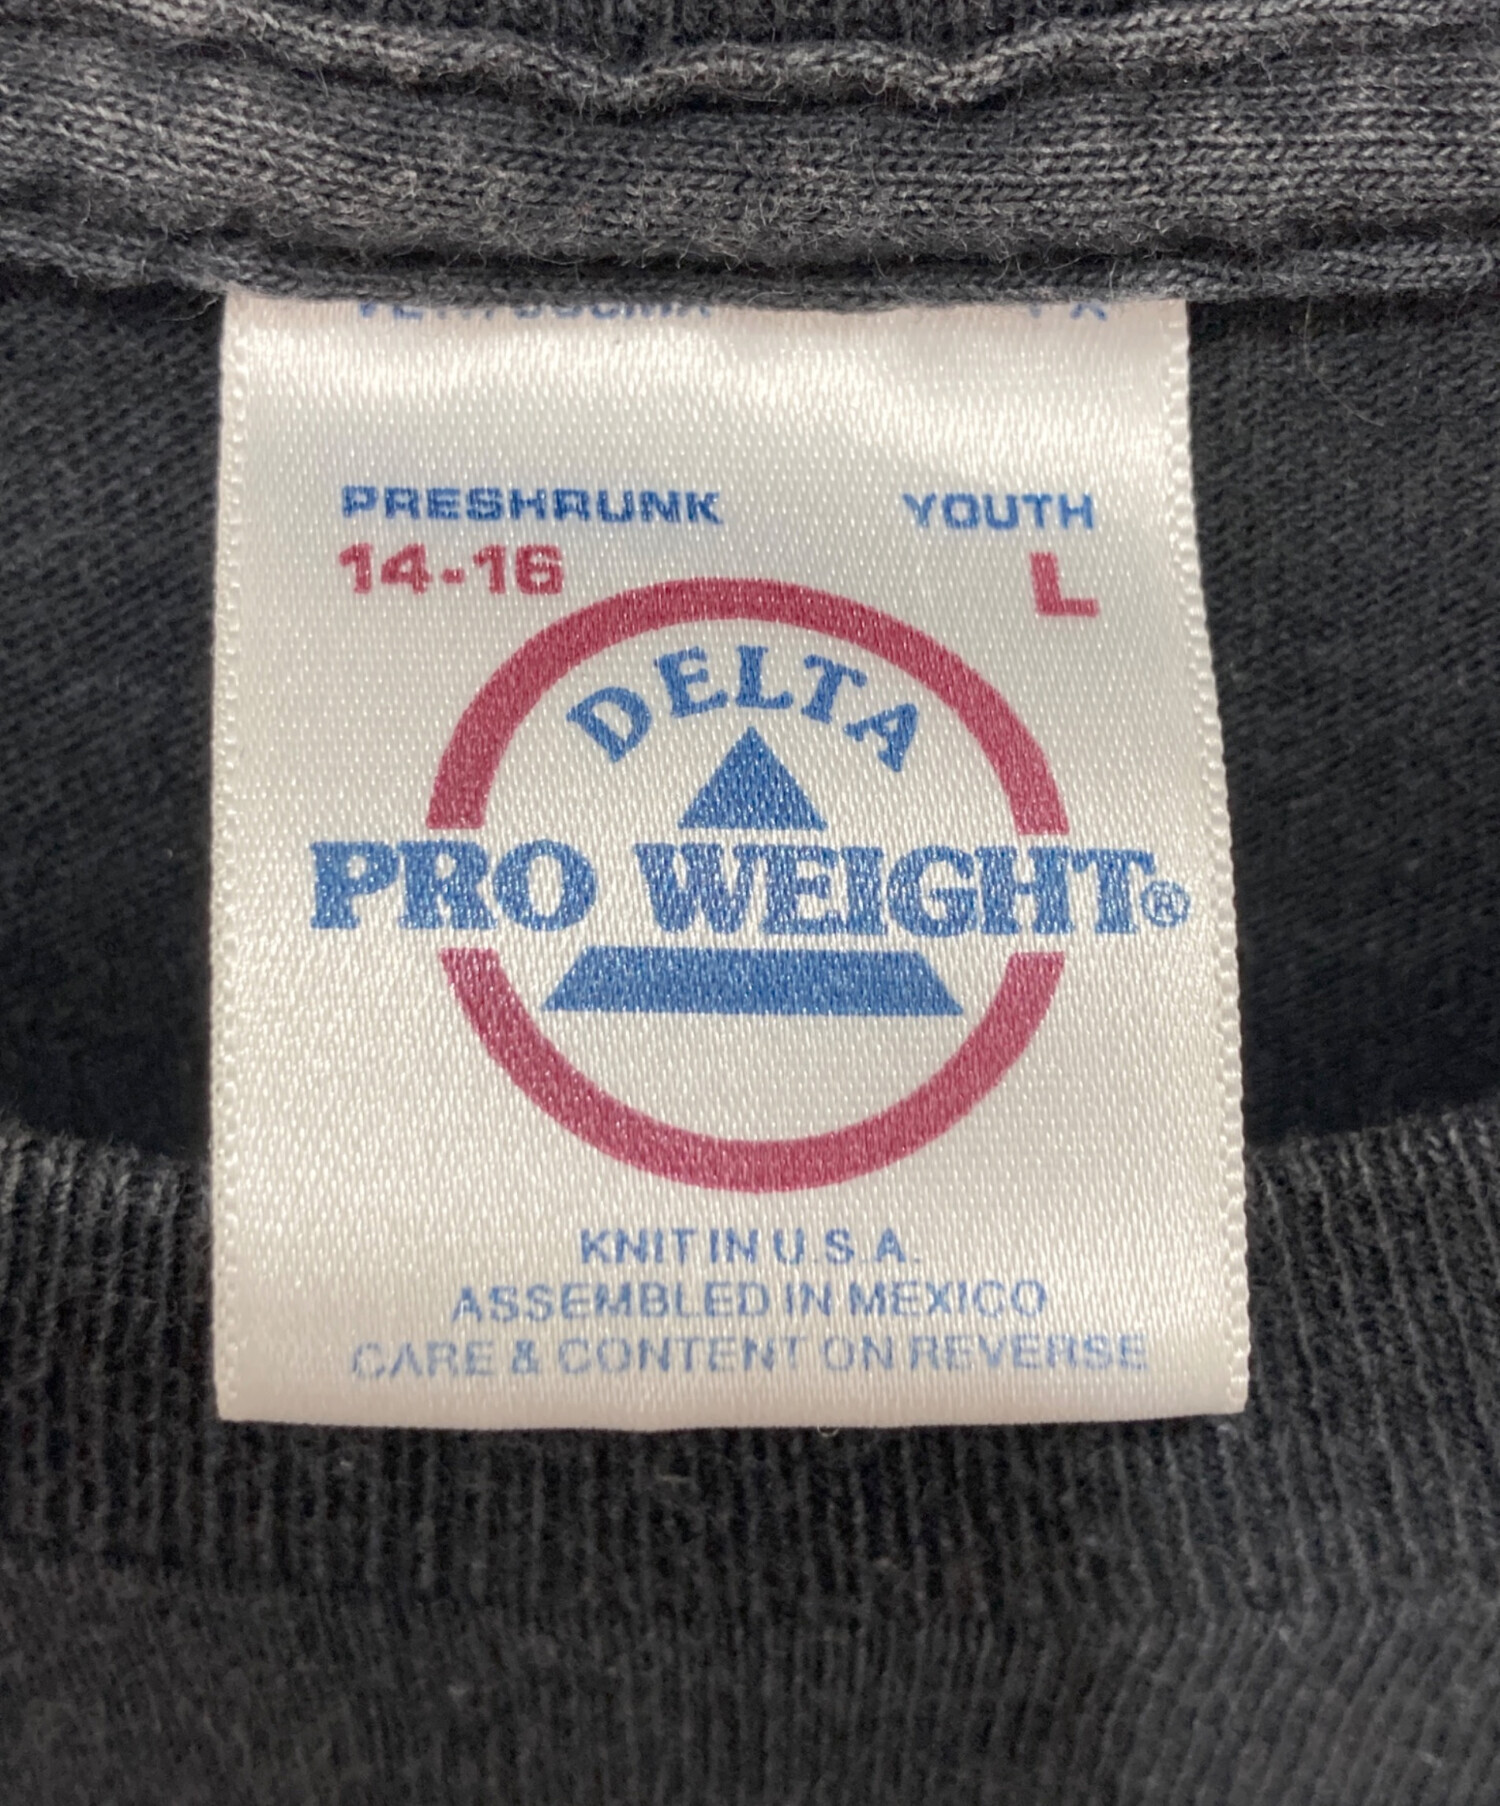 PRESHRUNK YOUTH
14-16 L
DELTA
PRO WEIGHT®
KNIT IN U.S.A.
ASSEMBLED IN MEXICO
CARE & CONTENT ON REVERSE